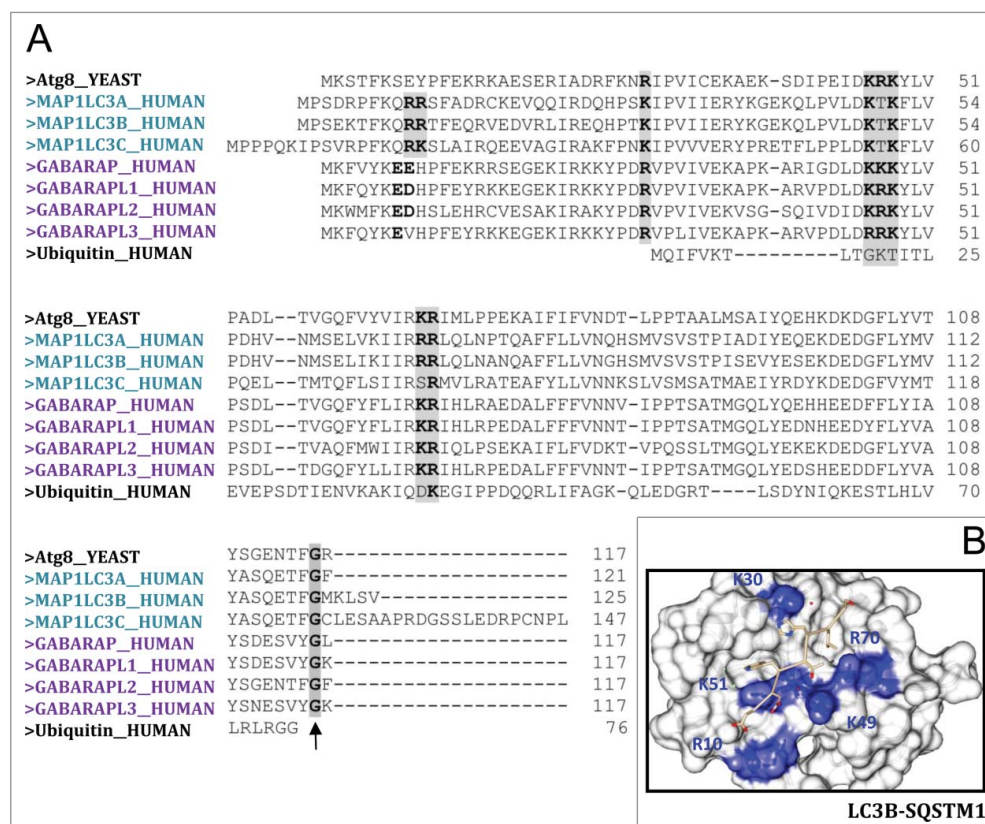 A
>Atg8_YEAST MKSTFKSEYPFEKRKAESERIADRFKNRIPVICEKAEK-SDIPEIDKRKYLV 51
>MAP1LC3A_HUMAN MPSDRPFKQRRSFADRCKEVQQIRDQHPSKIPVIIERYKGEKQLPVLDKTKFLV 54
>MAP1LC3B_HUMAN MPSEKTFKQRRTFEQRVEDVRLIREQHPTKIPVIIERYKGEKQLPVLDKTKFLV 54
>MAP1LC3C_HUMAN MPPPQKIPSVRPFKQRKSLAIRQEEVAGIRAKFPNKIPVVVERYPRETFLPPLDKTKFLV 60
>GABARAP_HUMAN MKFVYKEEHPFEKRRSEGEKIRKKYPDRVPVIVEKAPK-ARIGDLDKKKYLV 51
>GABARAPL1_HUMAN MKFQYKEDHPFEYRKKEGEKIRKKYPDRVPVIVEKAPK-ARVPDLDKRKYLV 51
>GABARAPL2_HUMAN MKWMFKEDHSLEHRCVESAKIRAKYPDRVPVIVEKVSG-SQIVDIDKRKYLV 51
>GABARAPL3_HUMAN MKFQYKEVHPFEYRKKEGEKIRKKYPDRVPLIVEKAPK-ARVPDLDRRKYLV 51
>Ubiquitin_HUMAN MQIFVKT---------LTGKTITL 25
>Atg8_YEAST PADL--TVGQFVYVIRKRIMLPPEKAIFIFVNDT-LPPTAALMSAIYQEHKDKDGFLYVT 108
>MAP1LC3A_HUMAN PDHV--NMSELVKIIRRRLQLNPTQAFFLLVNQHSMVSVSTPIADIYEQEKDEDGFLYMV 112
>MAP1LC3B_HUMAN PDHV--NMSELIKIIRRRLQLNANQAFFLLVNGHSMVSVSTPISEVYESEKDEDGFLYMV 112
>MAP1LC3C_HUMAN PQEL--TMTQFLSIIRSRMVLRATEAFYLLVNNKSLVSMSATMAEIYRDYKDEDGFVYMT 118
>GABARAP_HUMAN PSDL--TVGQFYFLIRKRIHLRAEDALFFFVNNV-IPPTSATMGQLYQEHHEEDFFLYIA 108
>GABARAPL1_HUMAN PSDL--TVGQFYFLIRKRIHLRPEDALFFFVNNT-IPPTSATMGQLYEDNHEEDYFLYVA 108
>GABARAPL2_HUMAN PSDI--TVAQFMWIIRKRIQLPSEKAIFLFVDKT-VPQSSLTMGQLYEKEKDEDGFLYVA 108
>GABARAPL3_HUMAN PSDL--TDGQFYLLIRKRIHLRPEDALFFFVNNT-IPPTSATMGQLYEDSHEEDDFLYVA 108
>Ubiquitin_HUMAN EVEPSDTIENVKAKIQDKEGIPPDQQRLIFAGK-QLEDGRT----LSDYNIQKESTLHLV 70
>Atg8_YEAST YSGENTFGR-------------------- 117
>MAP1LC3A_HUMAN YASQETFGF-------------------- 121
>MAP1LC3B_HUMAN YASQETFGMKLSV---------------- 125
>MAP1LC3C_HUMAN YASQETFGCLESAAPRDGSSLEDRPCNPL 147
>GABARAP_HUMAN YSDESVYGL-------------------- 117
>GABARAPL1_HUMAN YSDESVYGK-------------------- 117
>GABARAPL2_HUMAN YSGENTFGF-------------------- 117
>GABARAPL3_HUMAN YSNESVYGK-------------------- 117
>Ubiquitin_HUMAN LRLRGG 76
B
K30
R70
K51
K49
R10
LC3B-SQSTM1